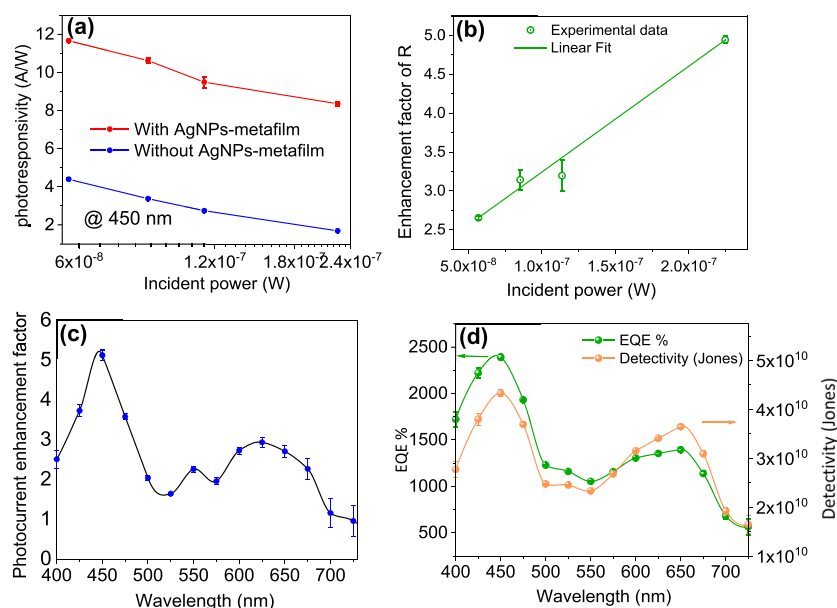 (a)
12
10
8
6
4
2
photoresponsivity (A/W)
With AgNPs-metafilm
Without AgNPs-metafilm
@ 450 nm
6x10-8 1.2x10-7 1.8x10-7 2.4x10-7
Incident power (W)
(b)
5.0
4.5
4.0
3.5
3.0
2.5
Enhancement factor of R
Experimental data
Linear Fit
5.0x10-8 1.0x10-7 1.5x10-7 2.0x10-7
Incident power (W)
(c)
6
5
4
3
2
1
0
Photocurrent enhancement factor
400 450 500 550 600 650 700
Wavelength (nm)
(d)
EQE %
Detectivity (Jones)
2500
2000
1500
1000
500
EQE %
5x1010
4x1010
3x1010
2x1010
1x1010
Detectivity (Jones)
400 450 500 550 600 650 700
Wavelength (nm)